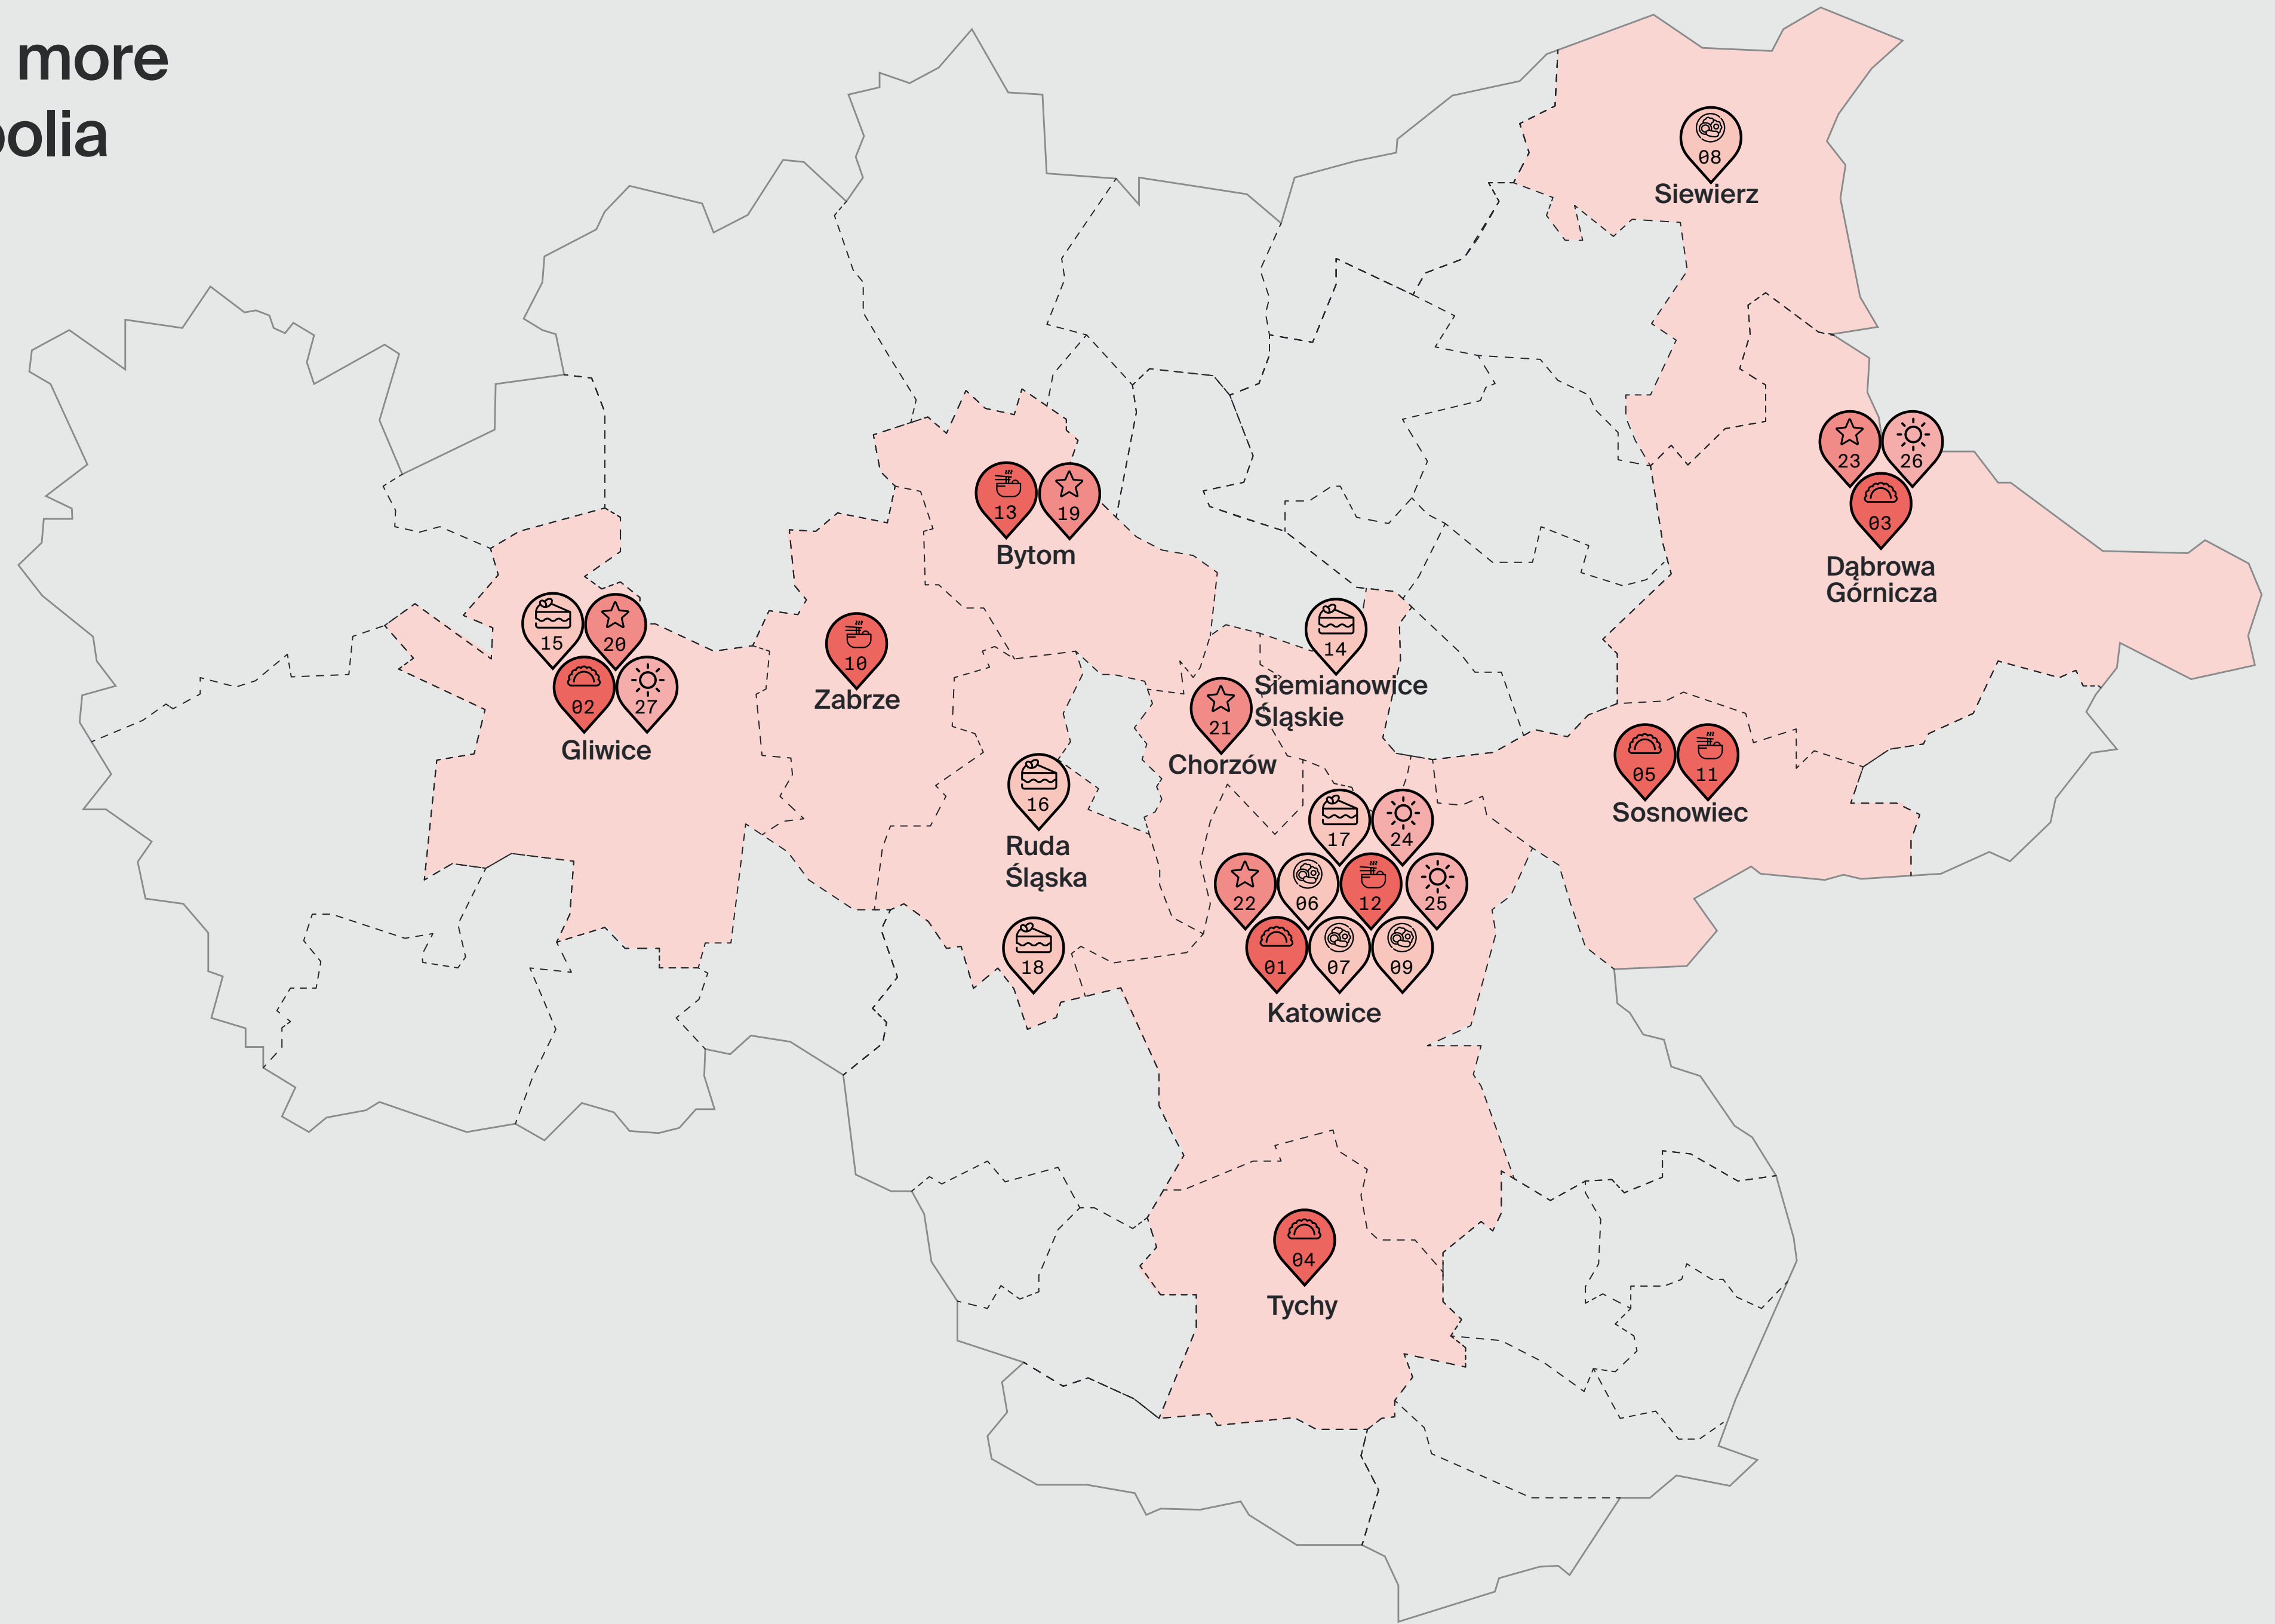 more
polia
08
Siewierz
23
26
03
Dąbrowa
Górnicza
13
19
Bytom
15
20
02
27
Gliwice
10
Zabrze
14
Siemianowice
Śląskie
21
Chorzów
05
11
Sosnowiec
16
Ruda
Śląska
18
17
24
22
06
12
25
01
07
09
Katowice
04
Tychy